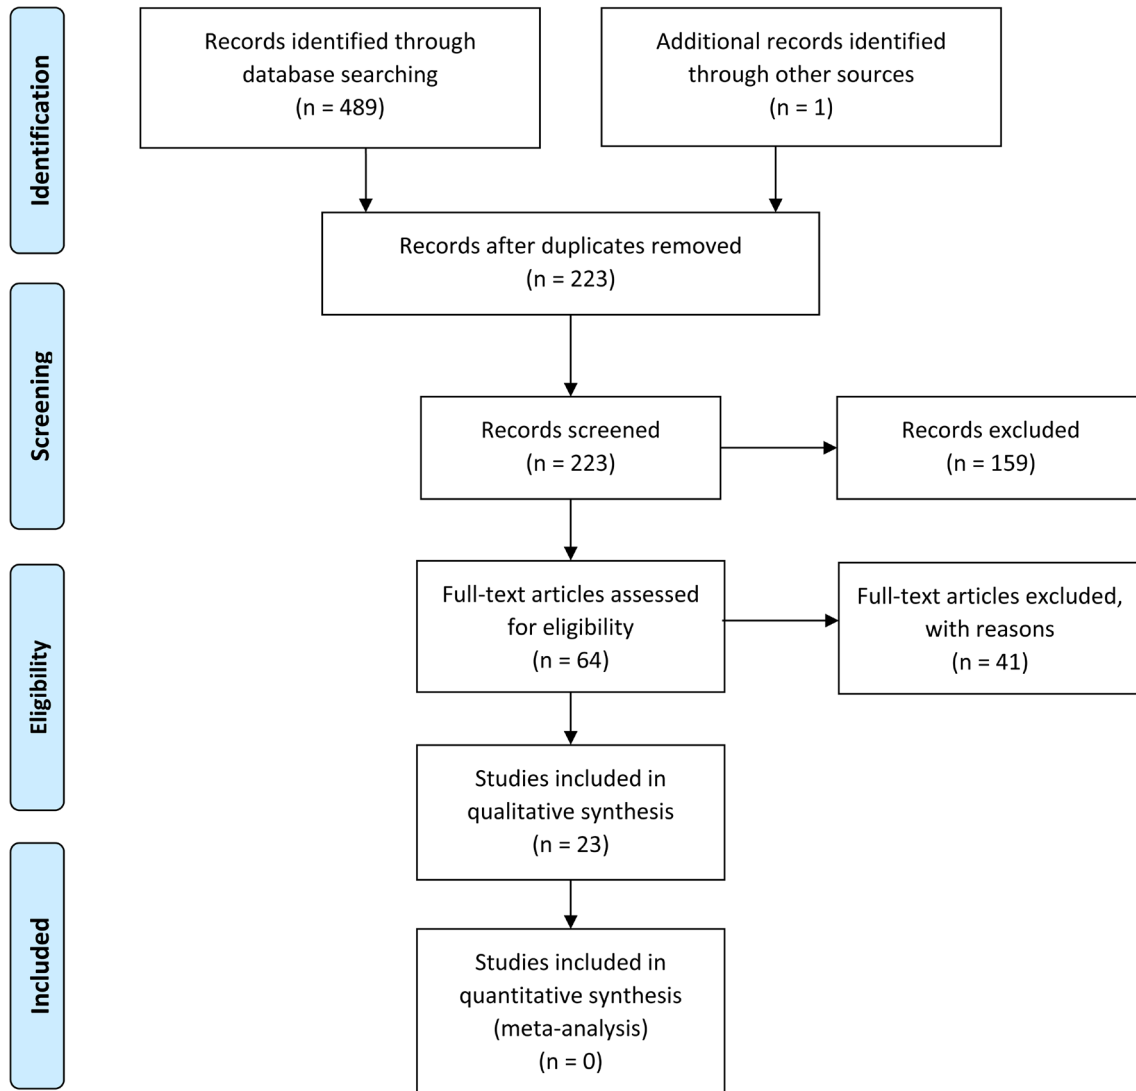 Identification
Records identified through
database searching
(n = 489)
Additional records identified
through other sources
(n = 1)
Records after duplicates removed
(n = 223)
Screening
Records screened
(n = 223)
Records excluded
(n = 159)
Eligibility
Full-text articles assessed
for eligibility
(n = 64)
Full-text articles excluded,
with reasons
(n = 41)
Studies included in
qualitative synthesis
(n = 23)
Included
Studies included in
quantitative synthesis
(meta-analysis)
(n = 0)